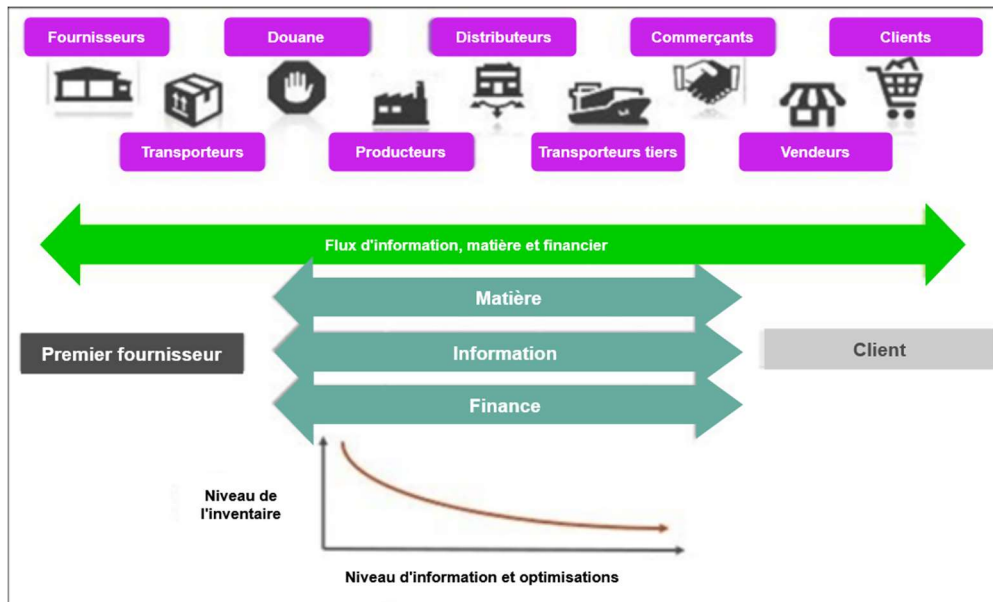 Fournisseurs
Douane
Distributeurs
Commerçants
Clients
Transporteurs
Producteurs
Transporteurs tiers
Vendeurs
Flux d'information, matière et financier
Matière
Premier fournisseur
Information
Client
Finance
Niveau de
l'inventaire
Niveau d'information et optimisations